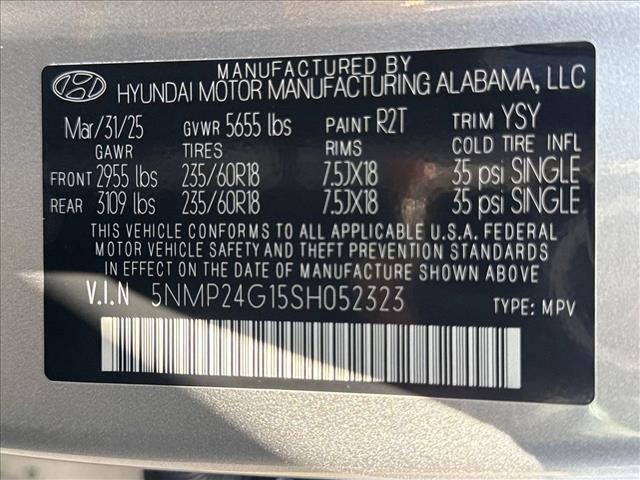 MANUFACTURED BY
HYUNDAI MOTOR MANUFACTURING ALABAMA, LLC
Mar/31/25 GVWR 5655 lbs PAINT R2T TRIM YSY
GAWR TIRES RIMS COLD TIRE INFL
FRONT 2955 lbs 235/60R18 7.5JX18 35 psi SINGLE
REAR 3109 lbs 235/60R18 7.5JX18 35 psi SINGLE
THIS VEHICLE CONFORMS TO ALL APPLICABLE U.S.A. FEDERAL
MOTOR VEHICLE SAFETY AND THEFT PREVENTION STANDARDS
IN EFFECT ON THE DATE OF MANUFACTURE SHOWN ABOVE.
V.I.N 5NMP24G15SH052323 TYPE: MPV